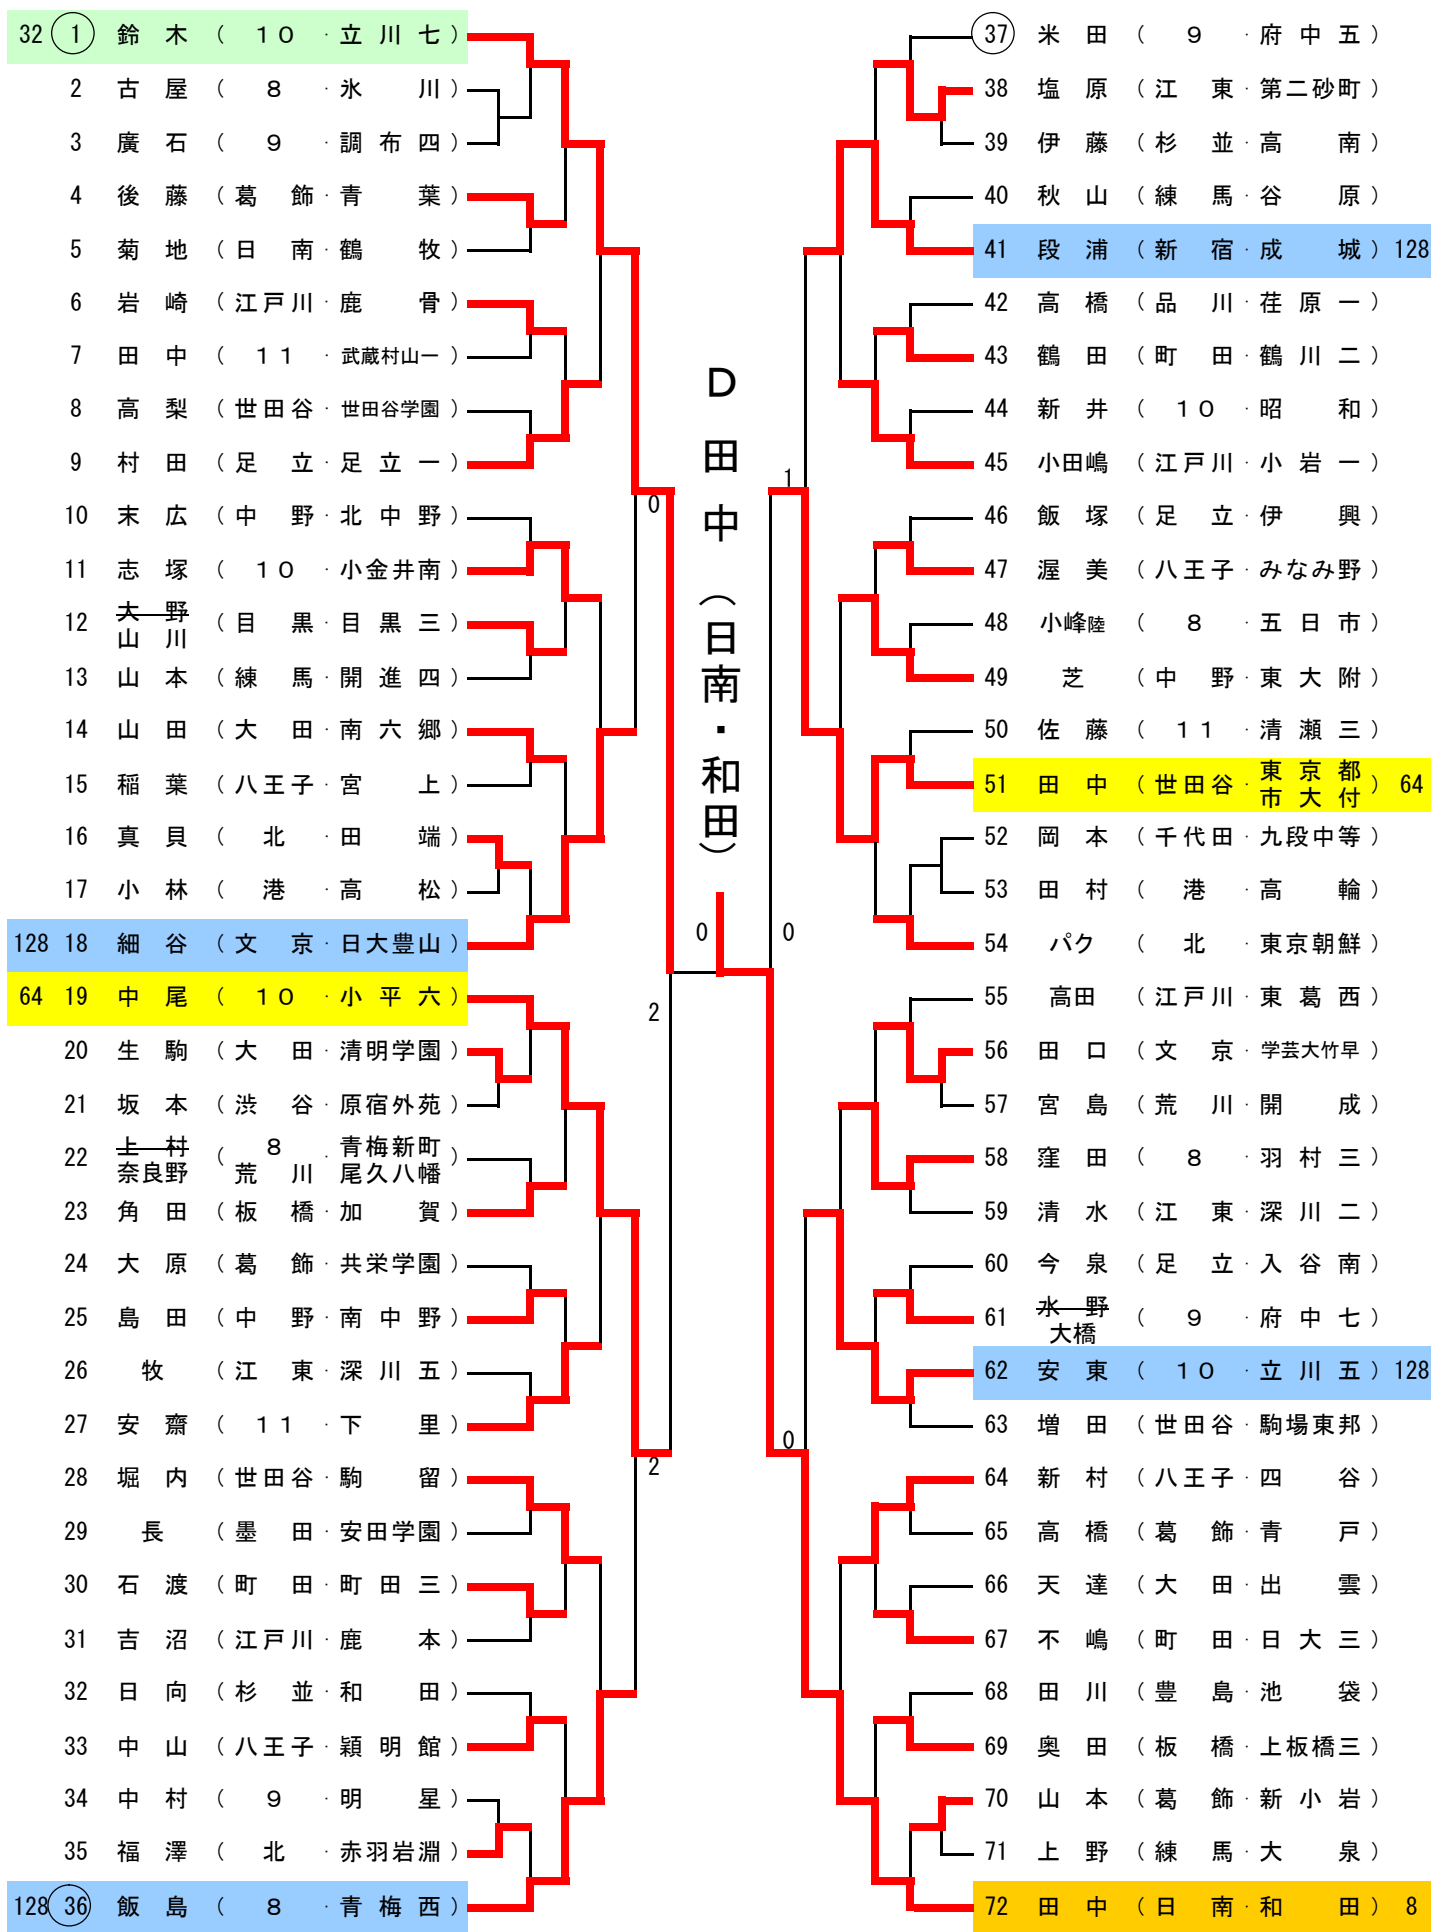 32 1 鈴木 (10・立川七)
2 古屋 (8・氷川)
3 廣石 (9・調布四)
4 後藤 (葛飾・青葉)
5 菊地 (日南・鶴牧)
6 岩崎 (江戸川・鹿骨)
7 田中 (11・武蔵村山一)
8 高梨 (世田谷・世田谷学園)
9 村田 (足立・足立一)
10 末広 (中野・北中野)
11 志塚 (10・小金井南)
12 大野 山川 (目黒・目黒三)
13 山本 (練馬・開進四)
14 山田 (大田・南六郷)
15 稲葉 (八王子・宮上)
16 真貝 (北・田端)
17 小林 (港・高松)
128 18 細谷 (文京・日大豊山)
64 19 中尾 (10・小平六)
20 生駒 (大田・清明学園)
21 坂本 (渋谷・原宿外苑)
22 上村 奈良野 (8・青梅新町 荒川 尾久八幡)
23 角田 (板橋・加賀)
24 大原 (葛飾・共栄学園)
25 島田 (中野・南中野)
26 牧 (江東・深川五)
27 安齋 (11・下里)
28 堀内 (世田谷・駒留)
29 長 (墨田・安田学園)
30 石渡 (町田・町田三)
31 吉沼 (江戸川・鹿本)
32 日向 (杉並・和田)
33 中山 (八王子・穎明館)
34 中村 (9・明星)
35 福澤 (北・赤羽岩淵)
128 36 飯島 (8・青梅西)
0
2
2
D田中(日南・和田)
0
0
1
0
37 米田 (9・府中五)
38 塩原 (江東・第二砂町)
39 伊藤 (杉並・高南)
40 秋山 (練馬・谷原)
41 段浦 (新宿・成城) 128
42 高橋 (品川・荏原一)
43 鶴田 (町田・鶴川二)
44 新井 (10・昭和)
45 小田嶋 (江戸川・小岩一)
46 飯塚 (足立・伊興)
47 渥美 (八王子・みなみ野)
48 小峰陸 (8・五日市)
49 芝 (中野・東大附)
50 佐藤 (11・清瀬三)
51 田中 (世田谷・東京都市大付) 64
52 岡本 (千代田・九段中等)
53 田村 (港・高輪)
54 パク (北・東京朝鮮)
55 高田 (江戸川・東葛西)
56 田口 (文京・学芸大竹早)
57 宮島 (荒川・開成)
58 窪田 (8・羽村三)
59 清水 (江東・深川二)
60 今泉 (足立・入谷南)
61 水野 大橋 (9・府中七)
62 安東 (10・立川五) 128
63 増田 (世田谷・駒場東邦)
64 新村 (八王子・四谷)
65 高橋 (葛飾・青戸)
66 天達 (大田・出雲)
67 不嶋 (町田・日大三)
68 田川 (豊島・池袋)
69 奥田 (板橋・上板橋三)
70 山本 (葛飾・新小岩)
71 上野 (練馬・大泉)
72 田中 (日南・和田) 8